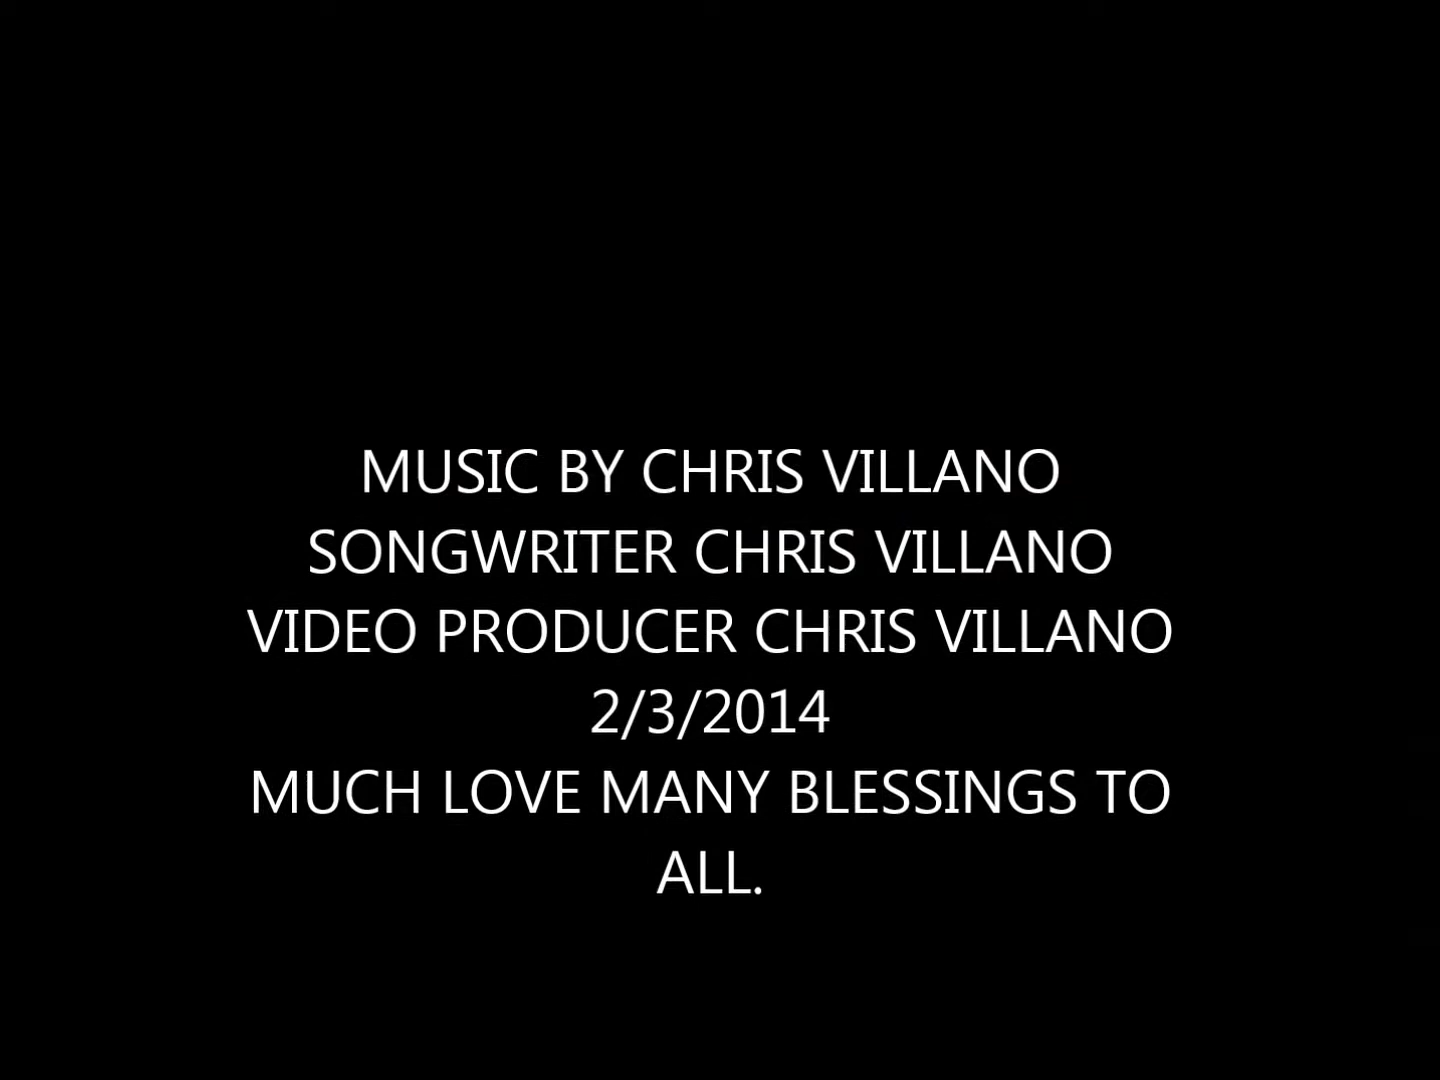 MUSIC BY CHRIS VILLANO
SONGWRITER CHRIS VILLANO
VIDEO PRODUCER CHRIS VILLANO
2/3/2014
MUCH LOVE MANY BLESSINGS TO
ALL.